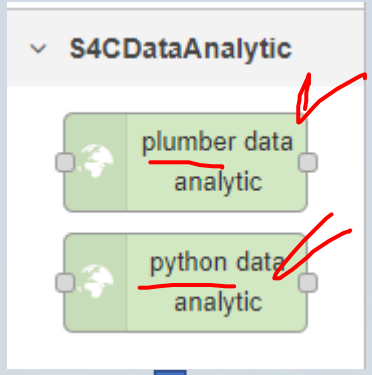 S4CDataAnalytic
plumber data
analytic
python data
analytic